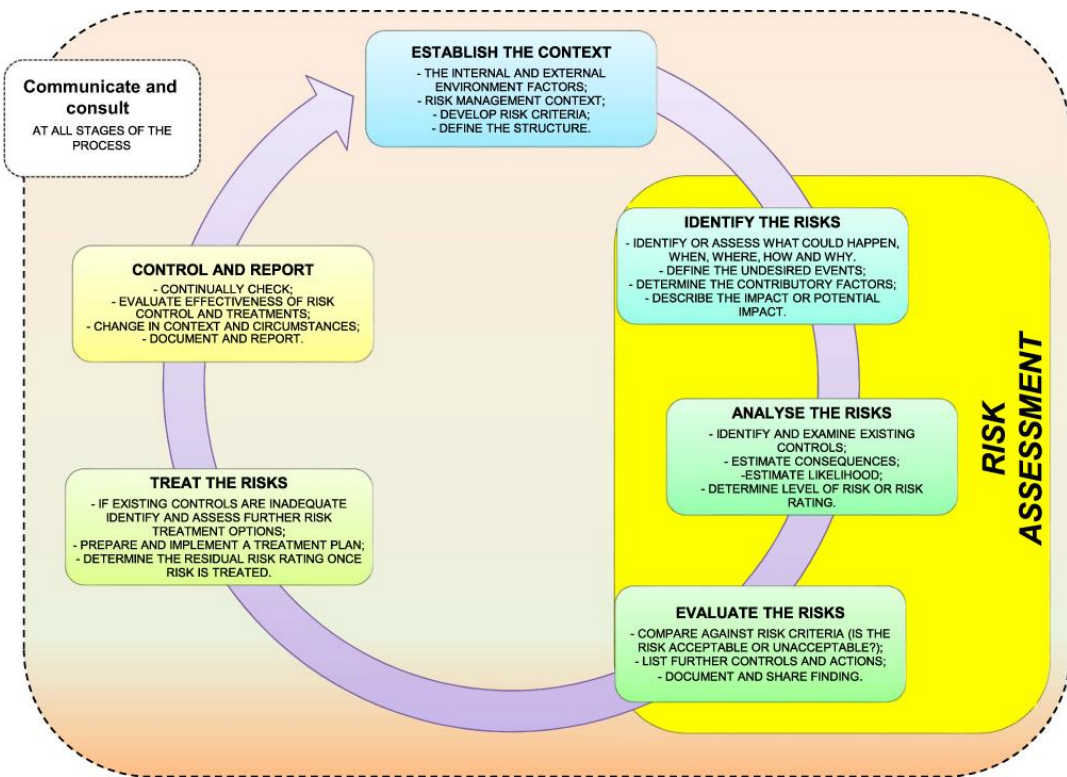 Communicate and
consult
AT ALL STAGES OF THE
PROCESS
ESTABLISH THE CONTEXT
- THE INTERNAL AND EXTERNAL
ENVIRONMENT FACTORS;
- RISK MANAGEMENT CONTEXT;
- DEVELOP RISK CRITERIA;
- DEFINE THE STRUCTURE.
IDENTIFY THE RISKS
- IDENTIFY OR ASSESS WHAT COULD HAPPEN,
WHEN, WHERE, HOW AND WHY.
- DEFINE THE UNDESIRED EVENTS;
- DETERMINE THE CONTRIBUTORY FACTORS;
- DESCRIBE THE IMPACT OR POTENTIAL
IMPACT.
ANALYSE THE RISKS
- IDENTIFY AND EXAMINE EXISTING
CONTROLS;
- ESTIMATE CONSEQUENCES;
-ESTIMATE LIKELIHOOD;
- DETERMINE LEVEL OF RISK OR RISK
RATING.
EVALUATE THE RISKS
- COMPARE AGAINST RISK CRITERIA (IS THE
RISK ACCEPTABLE OR UNACCEPTABLE?);
- LIST FURTHER CONTROLS AND ACTIONS;
- DOCUMENT AND SHARE FINDING.
RISK
ASSESSMENT
TREAT THE RISKS
- IF EXISTING CONTROLS ARE INADEQUATE
IDENTIFY AND ASSESS FURTHER RISK
TREATMENT OPTIONS;
- PREPARE AND IMPLEMENT A TREATMENT PLAN;
- DETERMINE THE RESIDUAL RISK RATING ONCE
RISK IS TREATED.
CONTROL AND REPORT
- CONTINUALLY CHECK;
- EVALUATE EFFECTIVENESS OF RISK
CONTROL AND TREATMENTS;
- CHANGE IN CONTEXT AND CIRCUMSTANCES;
- DOCUMENT AND REPORT.